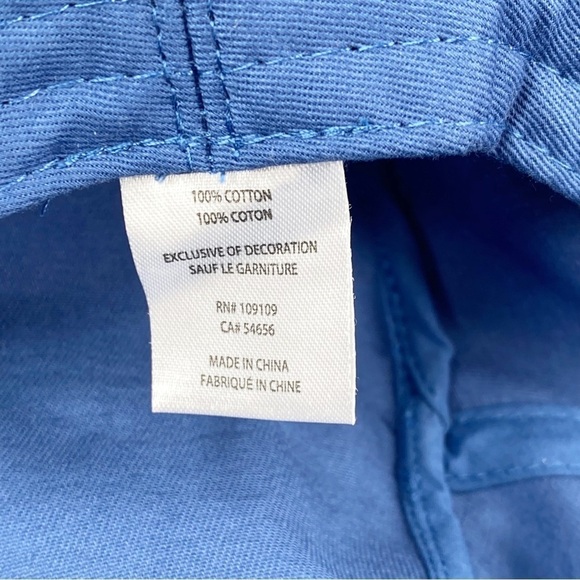 100% COTTON
100% COTON
EXCLUSIVE OF DECORATION
SAUF LE GARNITURE
RN# 109109
CA# 54656
MADE IN CHINA
FABRIQUÉ IN CHINE